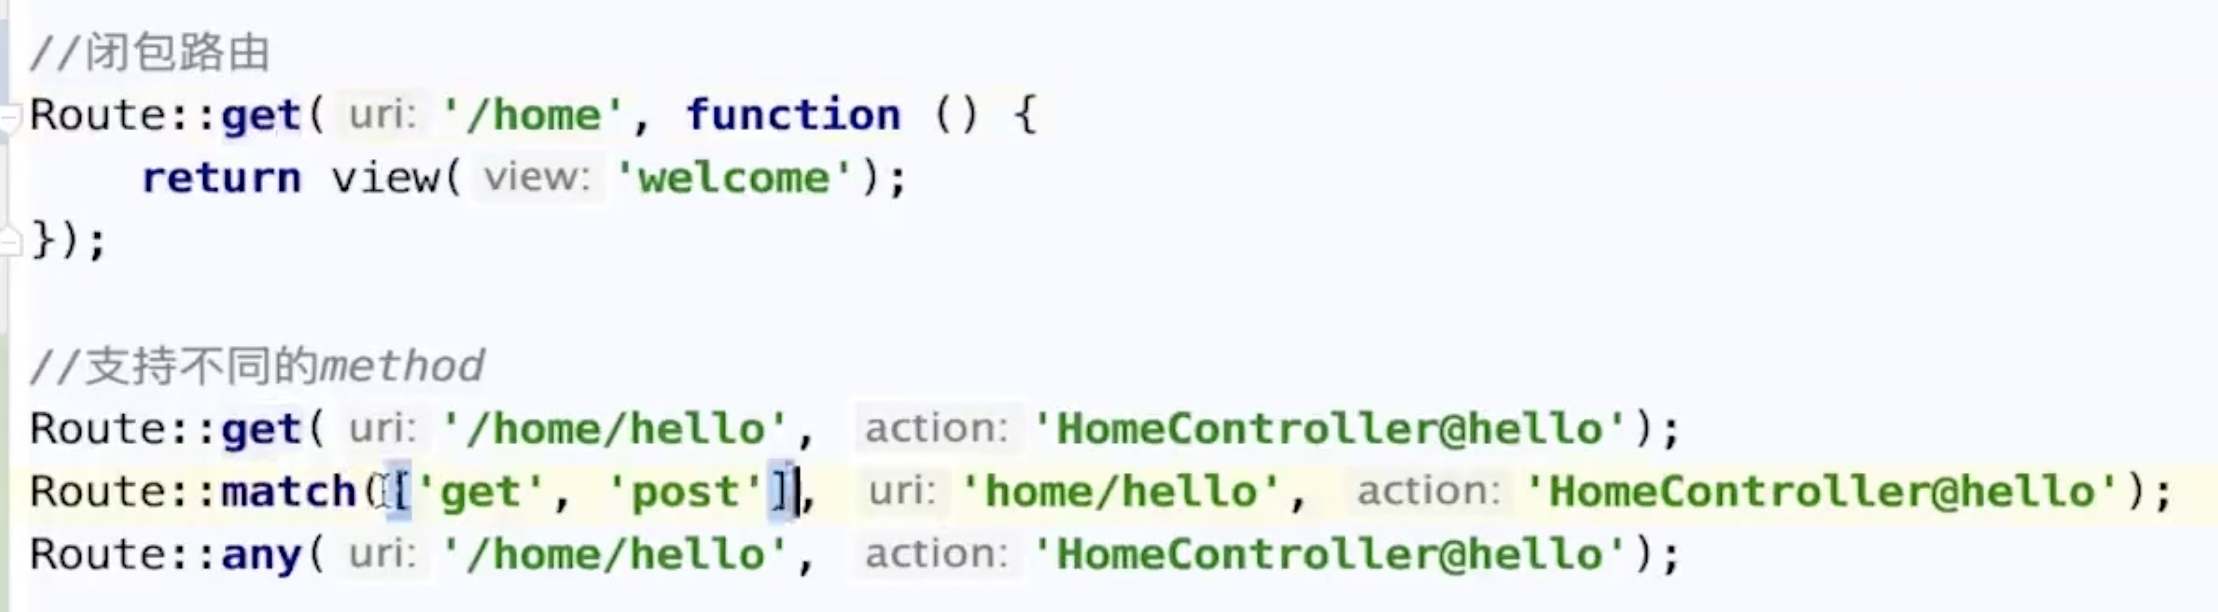 //闭包路由
Route::get( uri: '/home', function () {
    return view( view: 'welcome');
});
//支持不同的method
Route::get( uri: '/home/hello', action: 'HomeController@hello');
Route::match(['get', 'post'], uri: 'home/hello', action: 'HomeController@hello');
Route::any( uri: '/home/hello', action: 'HomeController@hello');